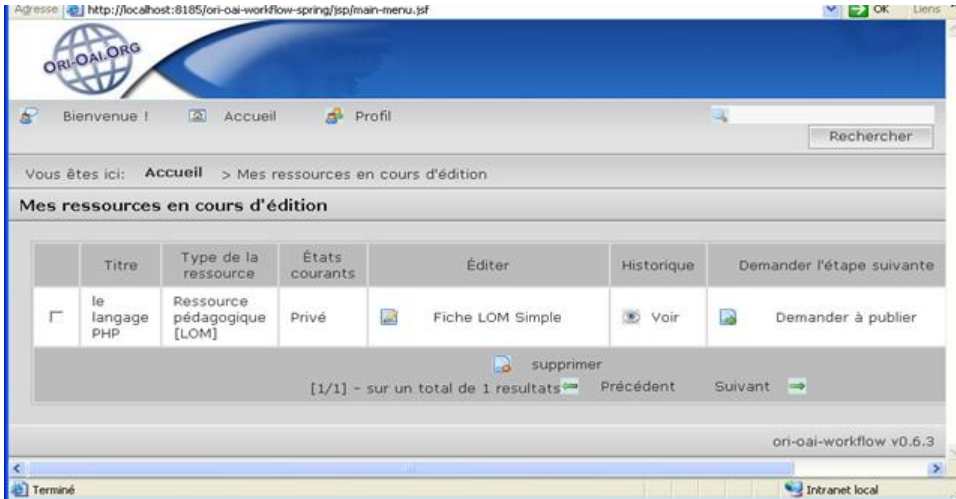 Adresse http://localhost:8185/ori-oai-workflow-spring/jsp/main-menu.jsf OK Liens
ORI-OAI.ORG
Bienvenue ! Accueil Profil
Rechercher
Vous êtes ici: Accueil > Mes ressources en cours d'édition
Mes ressources en cours d'édition
Titre Type de la ressource États courants Éditer Historique Demander l'étape suivante
le langage PHP Ressource pédagogique [LOM] Privé Fiche LOM Simple Voir Demander à publier
supprimer
[1/1] - sur un total de 1 resultats Précédent Suivant
ori-oai-workflow v0.6.3
Terminé Intranet local